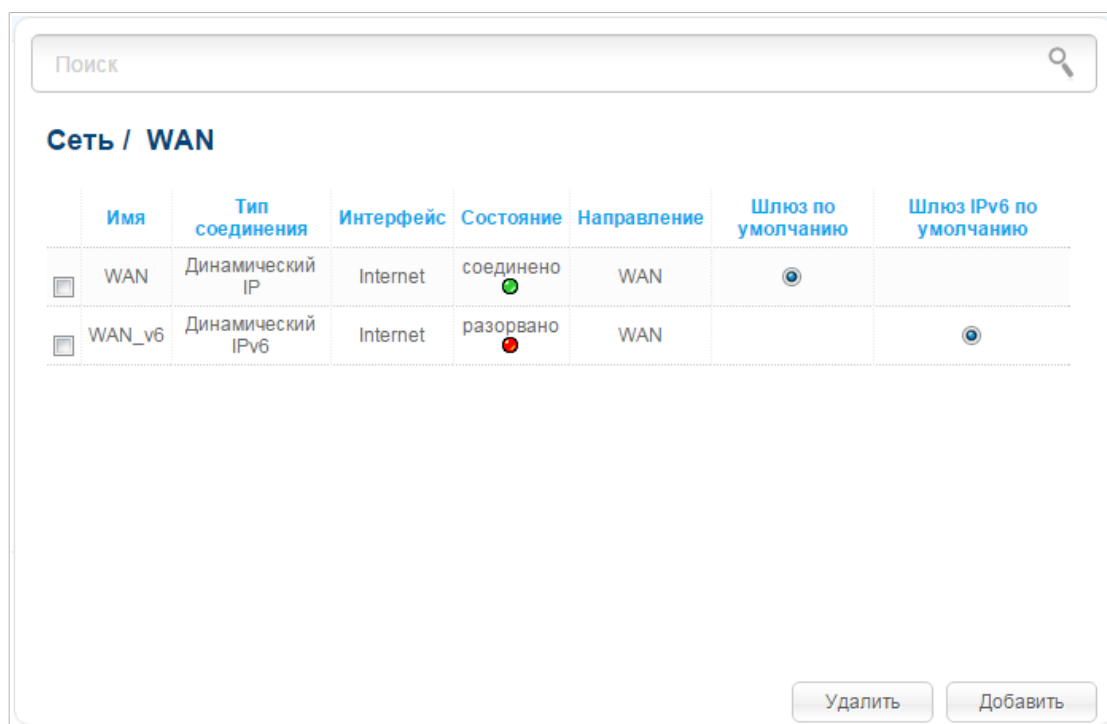 Поиск
Сеть / WAN
Имя
Тип
соединения
Интерфейс
Состояние
Направление
Шлюз по
умолчанию
Шлюз IPv6 по
умолчанию
WAN
Динамический
IP
Internet
соединено
WAN
WAN_v6
Динамический
IPv6
Internet
разорвано
WAN
Удалить
Добавить